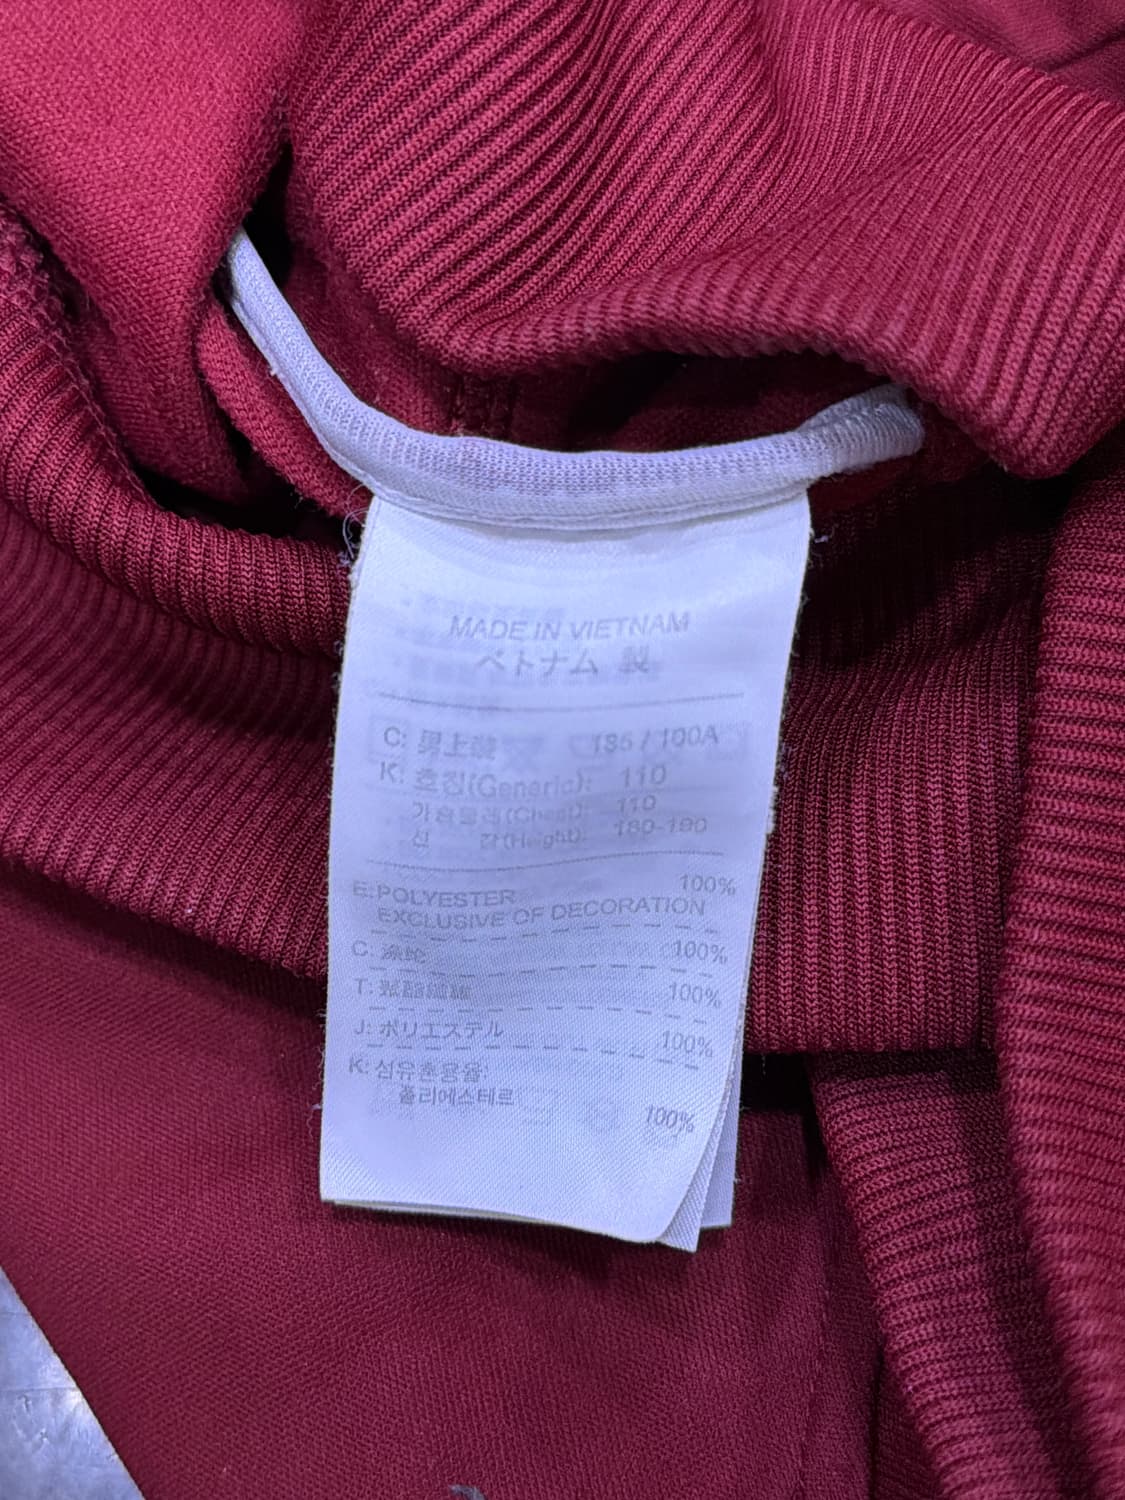 MADE IN VIETNAM
ベトナム 製
C: 男上装 185 / 100A
K: 호칭(Generic): 110
가슴둘레(Chest): 110
신 장(Height): 180-190
E: POLYESTER 100%
EXCLUSIVE OF DECORATION
C: 涤纶 100%
T: 聚酯纖維 100%
J: ポリエステル 100%
K: 섬유혼용율:
폴리에스테르 100%